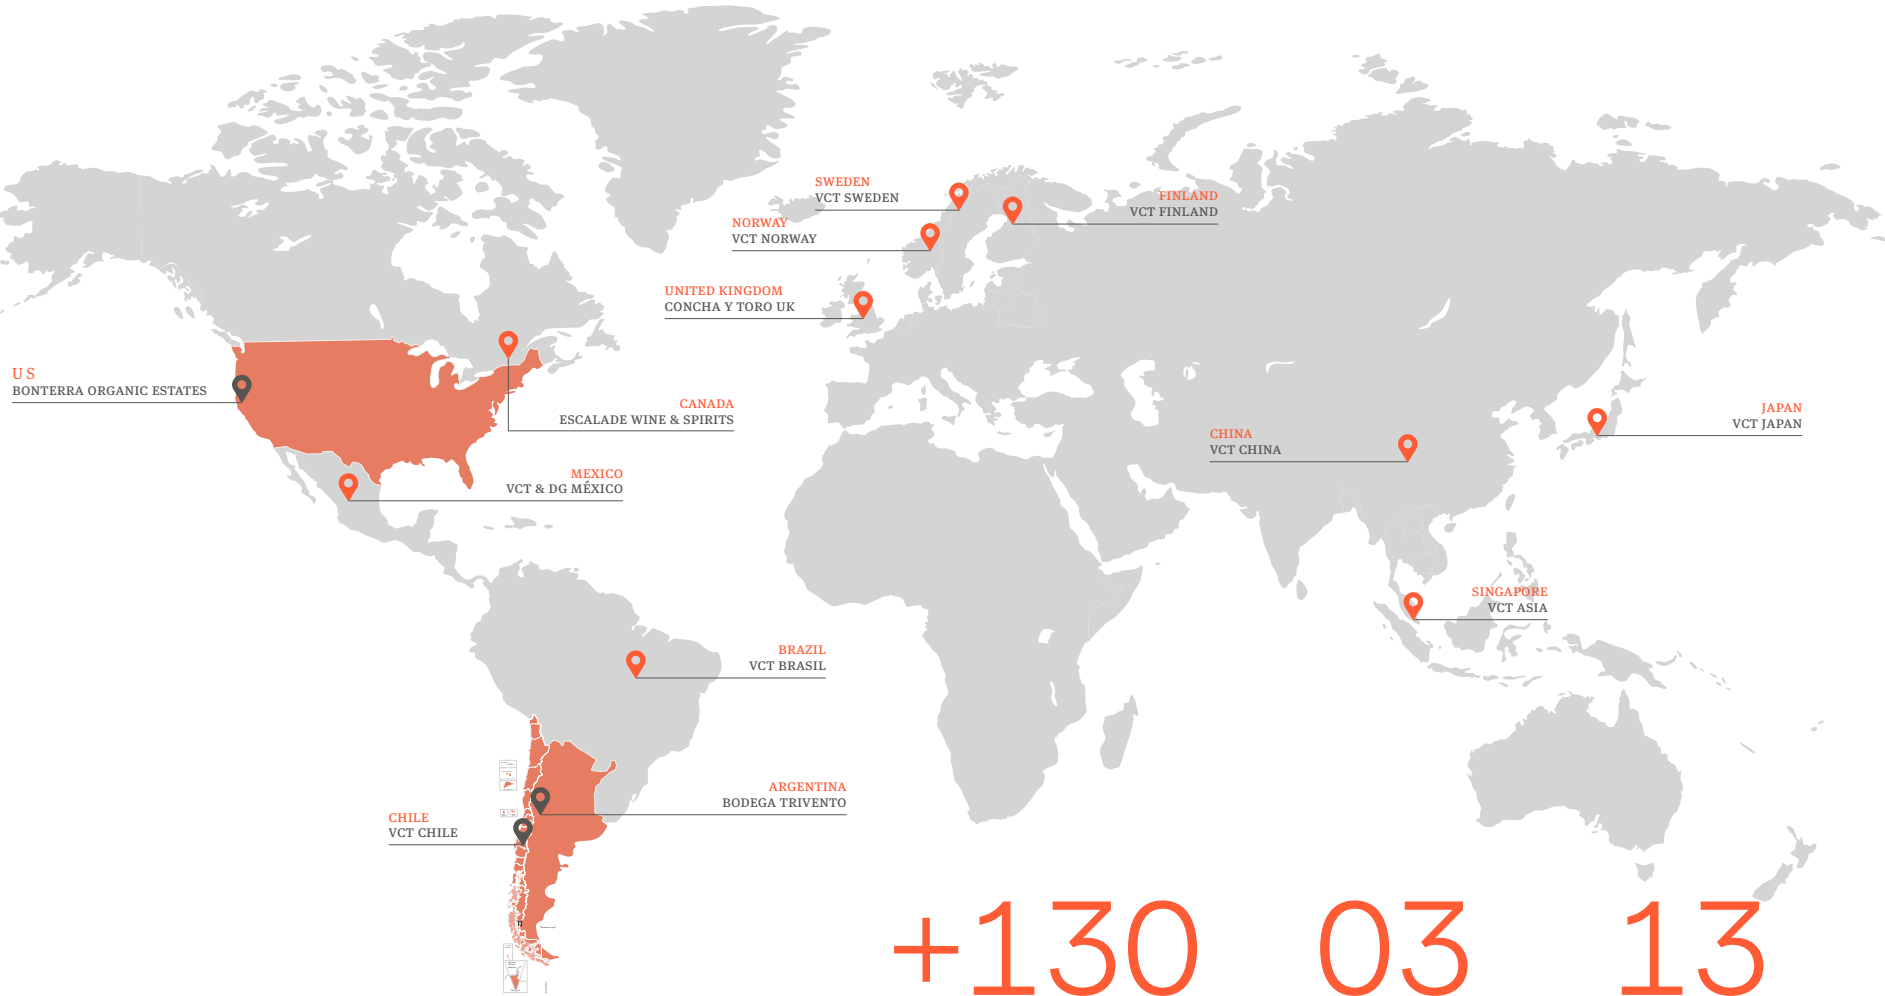 SWEDEN
VCT SWEDEN
FINLAND
VCT FINLAND
NORWAY
VCT NORWAY
UNITED KINGDOM
CONCHA Y TORO UK
US
BONTERRA ORGANIC ESTATES
CANADA
ESCALADE WINE & SPIRITS
JAPAN
VCT JAPAN
CHINA
VCT CHINA
MEXICO
VCT & DG MÉXICO
SINGAPORE
VCT ASIA
BRAZIL
VCT BRASIL
ARGENTINA
BODEGA TRIVENTO
CHILE
VCT CHILE
+130
03
13